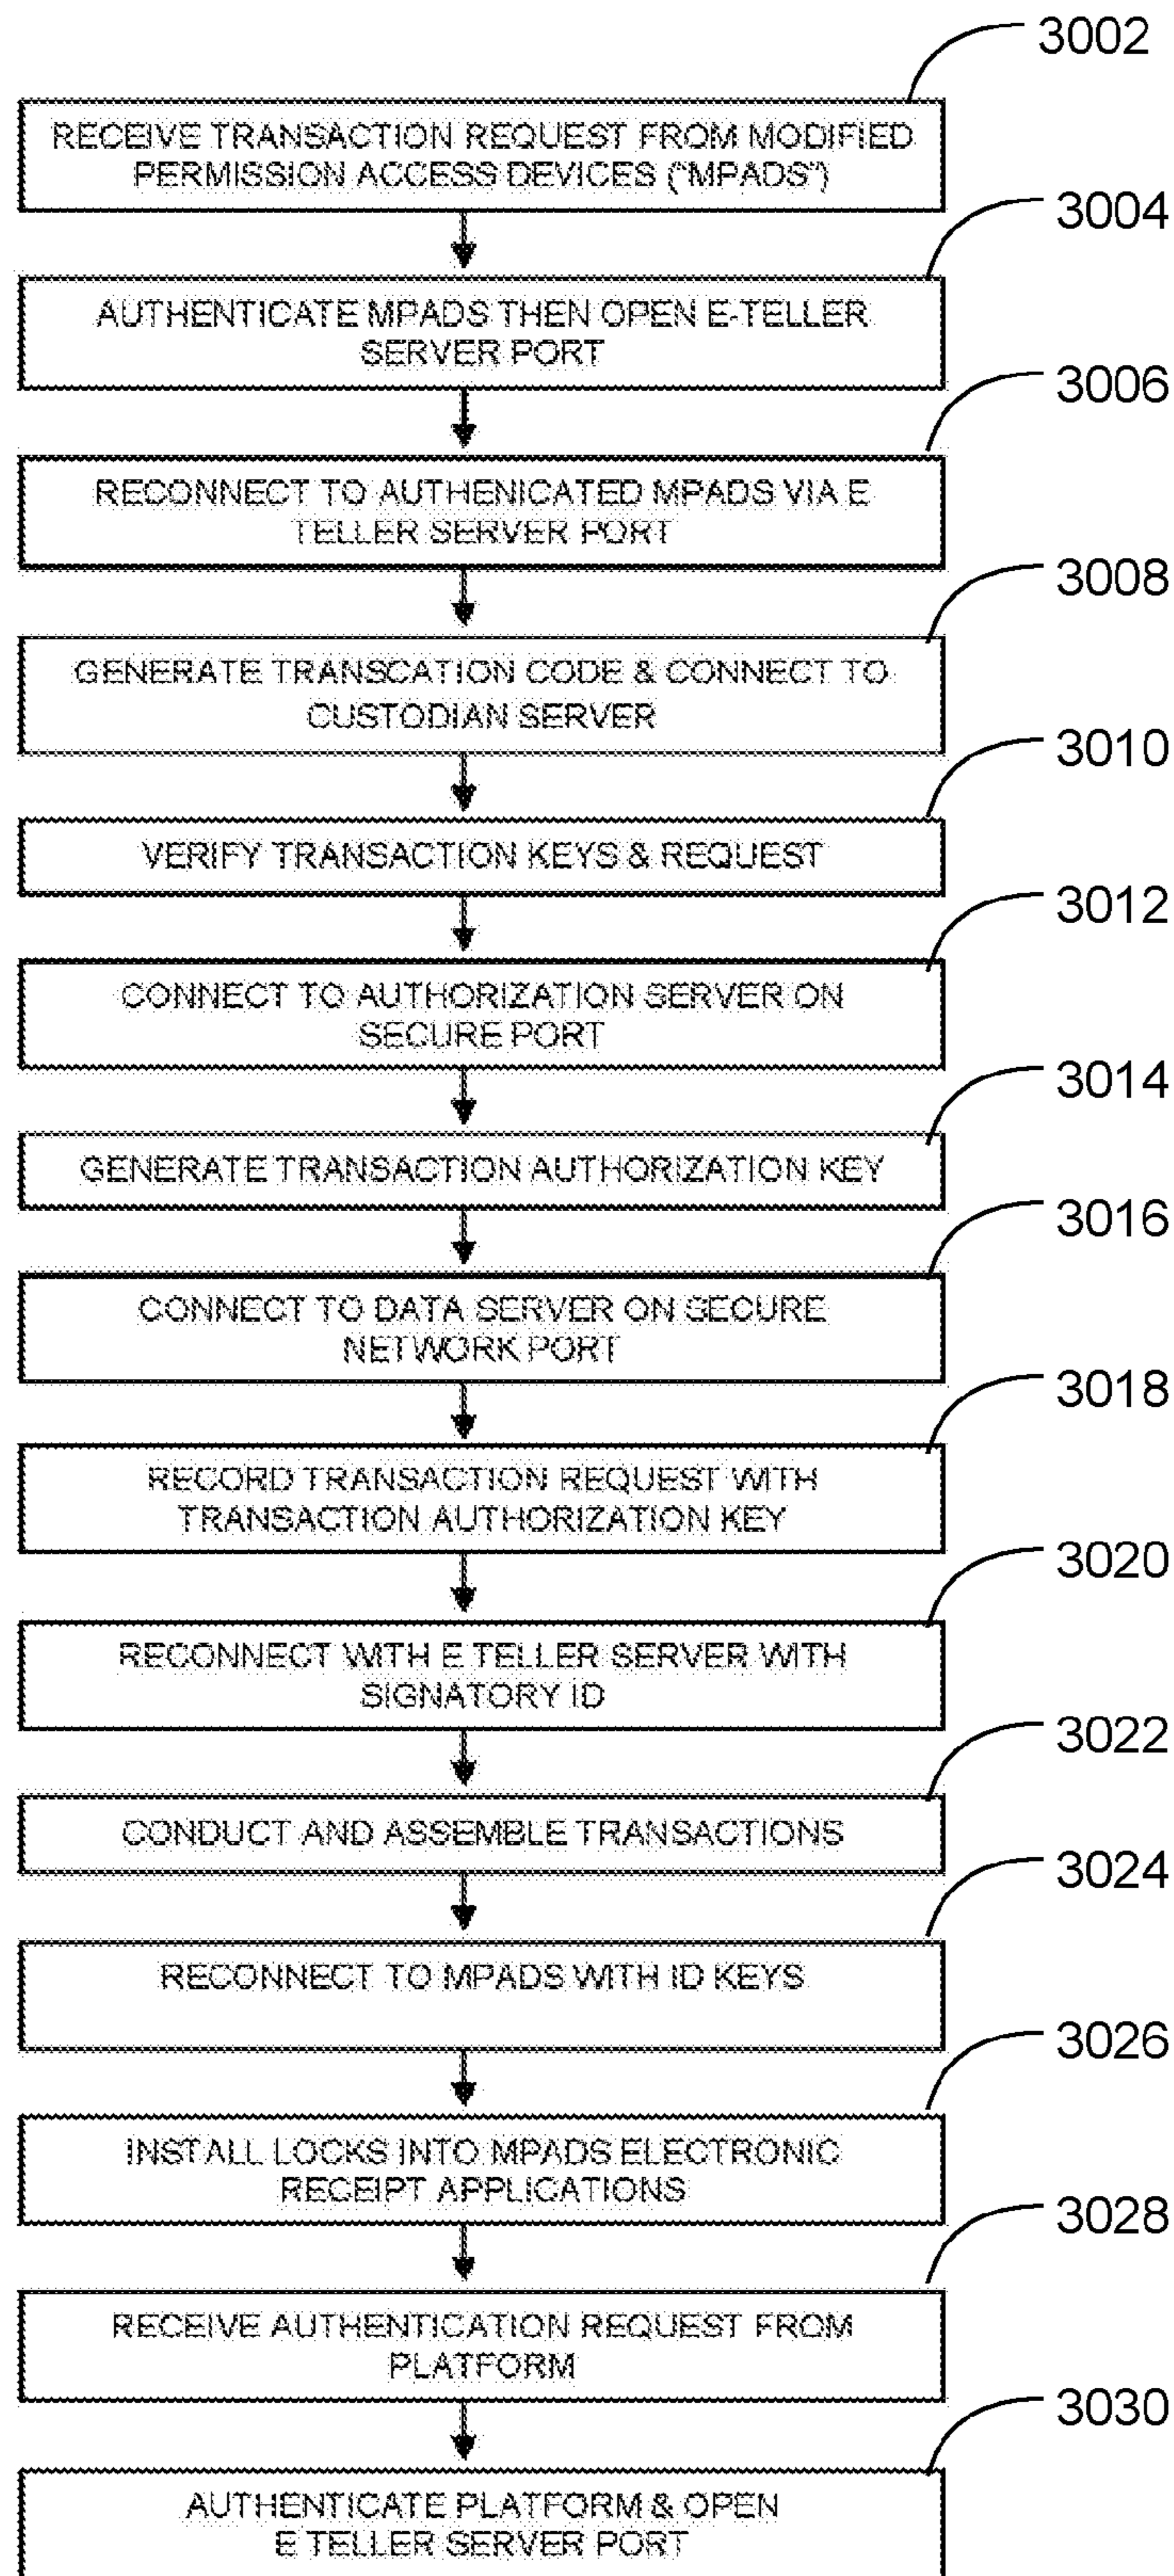 3002
RECEIVE TRANSACTION REQUEST FROM MODIFIED
PERMISSION ACCESS DEVICES ("MPADS")
3004
AUTHENTICATE MPADS THEN OPEN E-TELLER
SERVER PORT
3006
RECONNECT TO AUTHENICATED MPADS VIA E
TELLER SERVER PORT
3008
GENERATE TRANSCATION CODE & CONNECT TO
CUSTODIAN SERVER
3010
VERIFY TRANSACTION KEYS & REQUEST
3012
CONNECT TO AUTHORIZATION SERVER ON
SECURE PORT
3014
GENERATE TRANSACTION AUTHORIZATION KEY
3016
CONNECT TO DATA SERVER ON SECURE
NETWORK PORT
3018
RECORD TRANSACTION REQUEST WITH
TRANSACTION AUTHORIZATION KEY
3020
RECONNECT WITH E TELLER SERVER WITH
SIGNATORY ID
3022
CONDUCT AND ASSEMBLE TRANSACTIONS
3024
RECONNECT TO MPADS WITH ID KEYS
3026
INSTALL LOCKS INTO MPADS ELECTRONIC
RECEIPT APPLICATIONS
3028
RECEIVE AUTHENTICATION REQUEST FROM
PLATFORM
3030
AUTHENTICATE PLATFORM & OPEN
E TELLER SERVER PORT